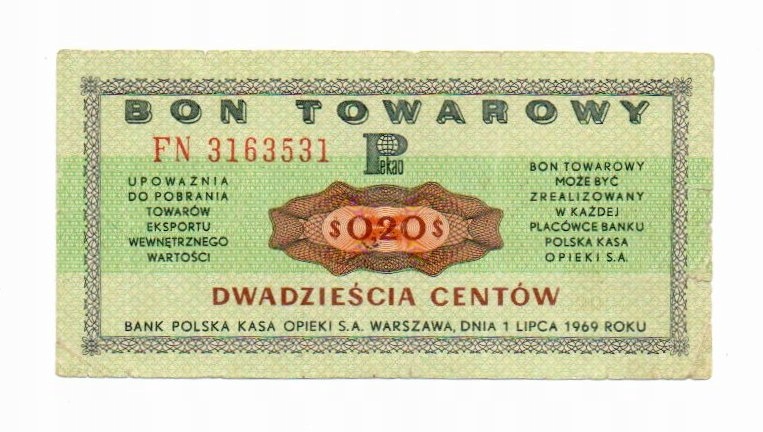 BON TOWAROWY
FN 3163531
Pekao
UPOWAŻNIA
DO POBRANIA
TOWARÓW
EKSPORTU
WEWNĘTRZNEGO
WARTOŚCI
$ 0.20 $
BON TOWAROWY
MOŻE BYĆ
ZREALIZOWANY
W KAŻDEJ
PLACÓWCE BANKU
POLSKA KASA
OPIEKI S.A.
DWADZIEŚCIA CENTÓW
BANK POLSKA KASA OPIEKI S.A. WARSZAWA, DNIA 1 LIPCA 1969 ROKU